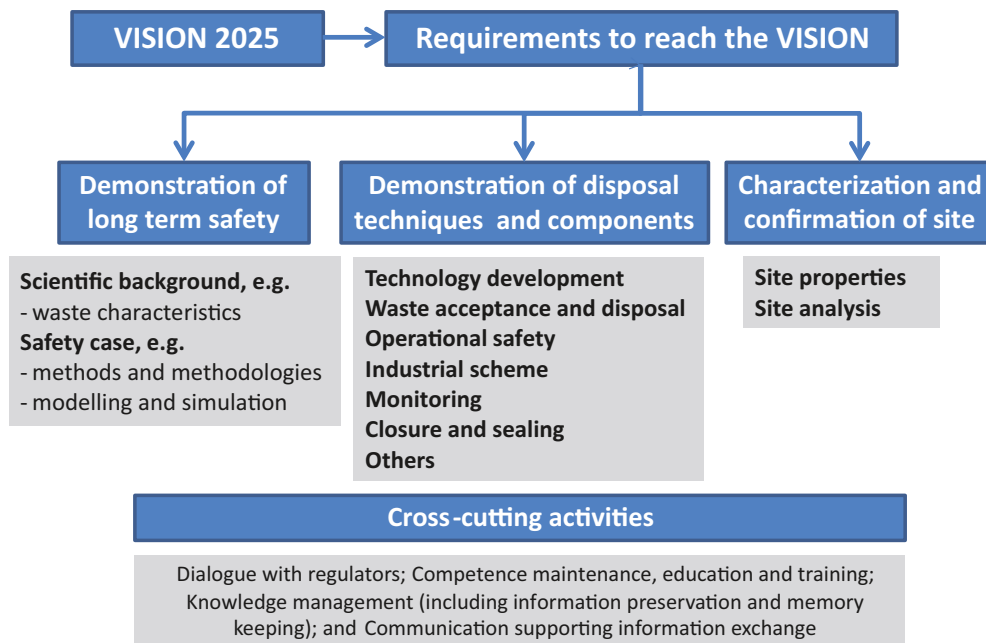 VISION 2025
Requirements to reach the VISION
Demonstration of
long term safety
Demonstration of disposal
techniques and components
Characterization and
confirmation of site
Scientific background, e.g.
- waste characteristics
Safety case, e.g.
- methods and methodologies
- modelling and simulation
Technology development
Waste acceptance and disposal
Operational safety
Industrial scheme
Monitoring
Closure and sealing
Others
Site properties
Site analysis
Cross-cutting activities
Dialogue with regulators; Competence maintenance, education and training;
Knowledge management (including information preservation and memory
keeping); and Communication supporting information exchange